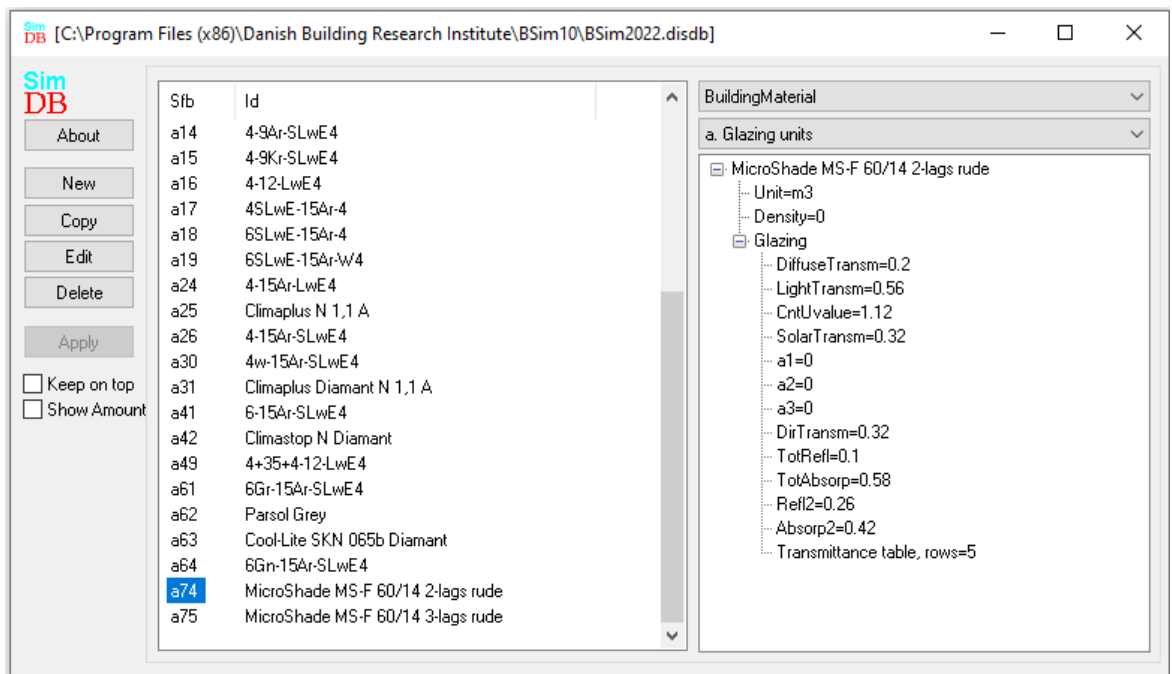 Sim DB [C:\Program Files (x86)\Danish Building Research Institute\BSim10\BSim2022.disdb]
Sim
DB
About
New
Copy
Edit
Delete
Apply
Keep on top
Show Amount
Sfb Id
a14 4-9Ar-SLwE4
a15 4-9Kr-SLwE4
a16 4-12-LwE4
a17 4SLwE-15Ar-4
a18 6SLwE-15Ar-4
a19 6SLwE-15Ar-W4
a24 4-15Ar-LwE4
a25 Climaplus N 1,1 A
a26 4-15Ar-SLwE4
a30 4w-15Ar-SLwE4
a31 Climaplus Diamant N 1,1 A
a41 6-15Ar-SLwE4
a42 Climastop N Diamant
a49 4+35+4-12-LwE4
a61 6Gr-15Ar-SLwE4
a62 Parsol Grey
a63 Cool-Lite SKN 065b Diamant
a64 6Gn-15Ar-SLwE4
a74 MicroShade MS-F 60/14 2-lags rude
a75 MicroShade MS-F 60/14 3-lags rude
BuildingMaterial
a. Glazing units
MicroShade MS-F 60/14 2-lags rude
Unit=m3
Density=0
Glazing
DiffuseTransm=0.2
LightTransm=0.56
CntUvalue=1.12
SolarTransm=0.32
a1=0
a2=0
a3=0
DirTransm=0.32
TotRefl=0.1
TotAbsorp=0.58
Refl2=0.26
Absorp2=0.42
Transmittance table, rows=5